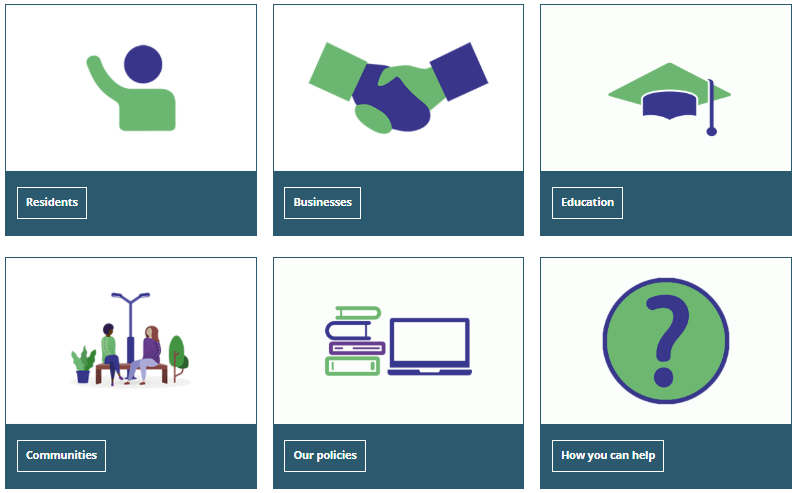 Residents
Businesses
Education
Communities
Our policies
How you can help